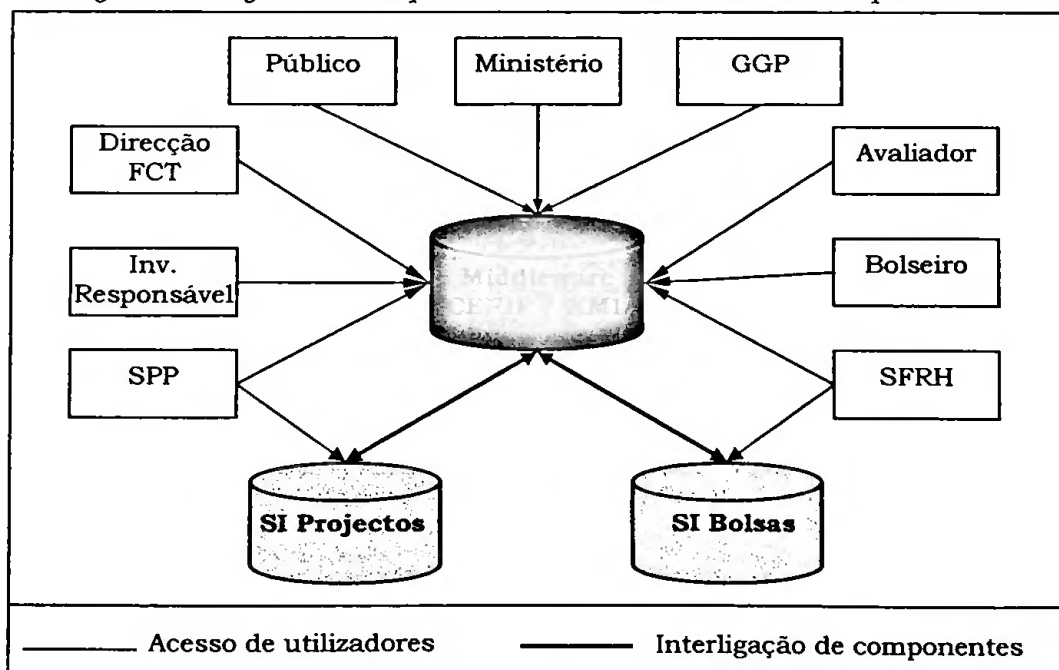 Público
Ministério
GGP
Direcção
FCT
Avaliador
Middleware
Inv.
Responsável
Bolseiro
SPP
SFRH
SI Projectos
SI Bolsas
Acesso de utilizadores
Interligação de componentes